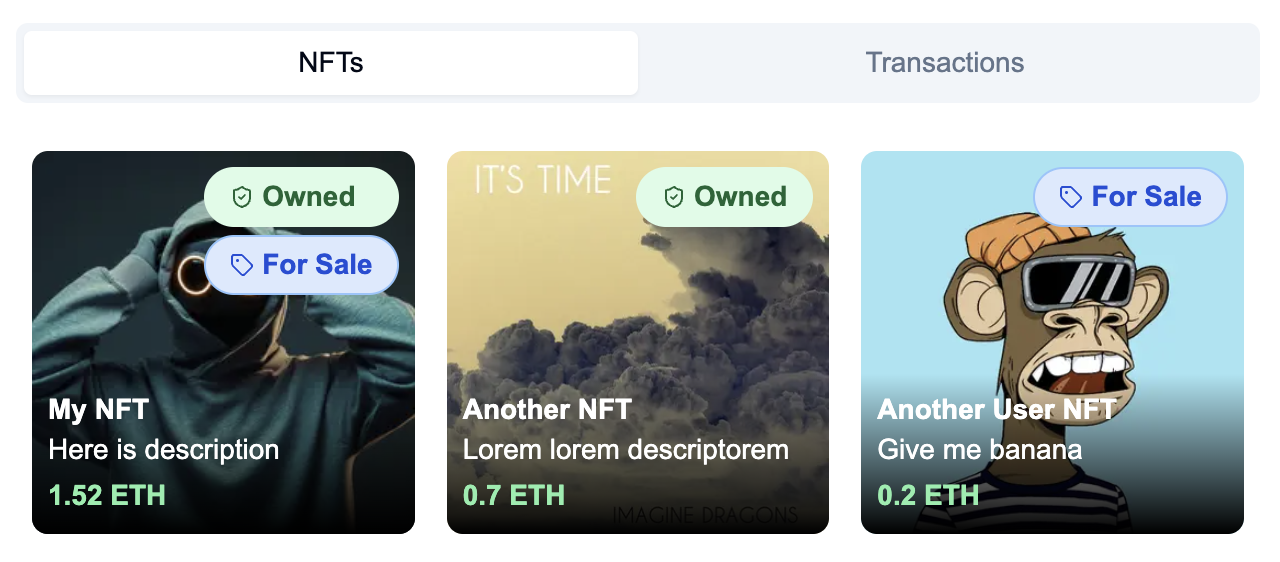 NFTs
Transactions
Owned
For Sale
My NFT
Here is description
1.52 ETH
IT'S TIME
Owned
Another NFT
Lorem lorem descriptorem
0.7 ETH
IMAGINE DRAGONS
For Sale
Another User NFT
Give me banana
0.2 ETH